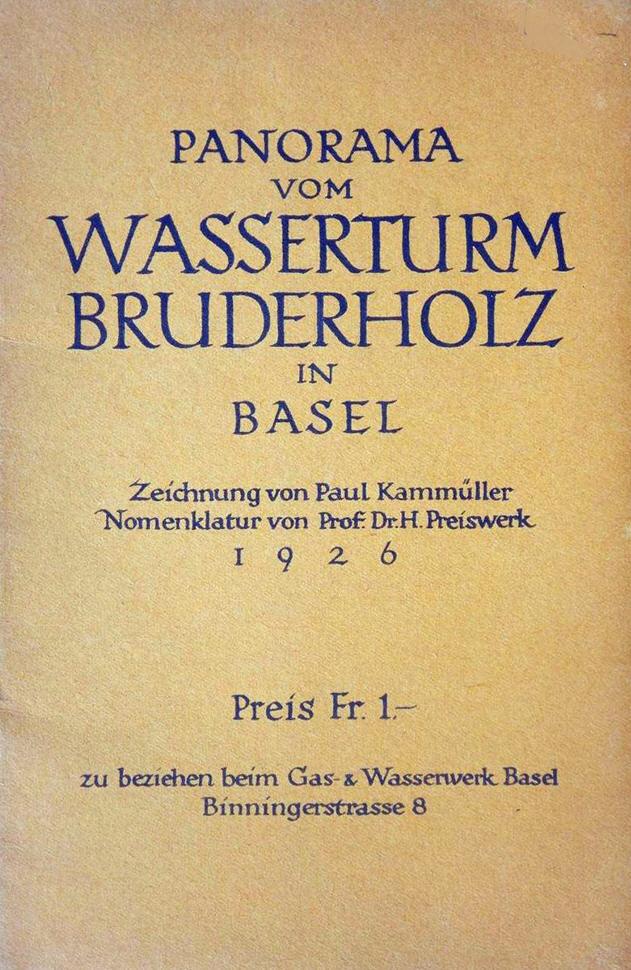 PANORAMA
VOM
WASSERTURM
BRUDERHOLZ
IN
BASEL
Zeichnung von Paul Kammüller
Nomenklatur von Prof. Dr. H. Preiswerk
1926
Preis Fr. 1.–
zu beziehen beim Gas- & Wasserwerk Basel
Binningerstrasse 8